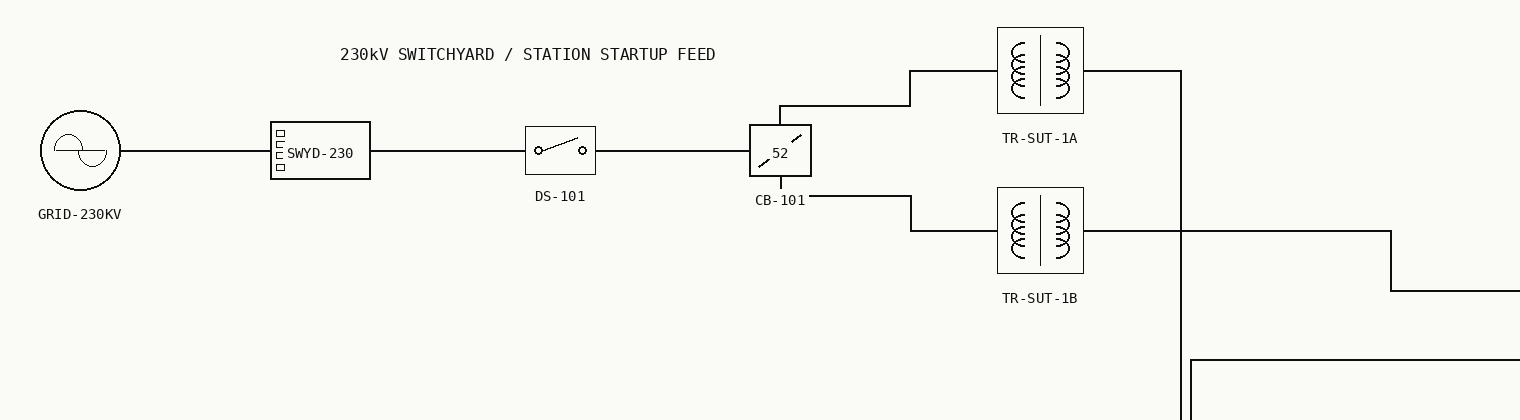 230kV SWITCHYARD / STATION STARTUP FEED
TR-SUT-1A
52
SWYD-230
DS-101
CB-101
GRID-230KV
TR-SUT-1B